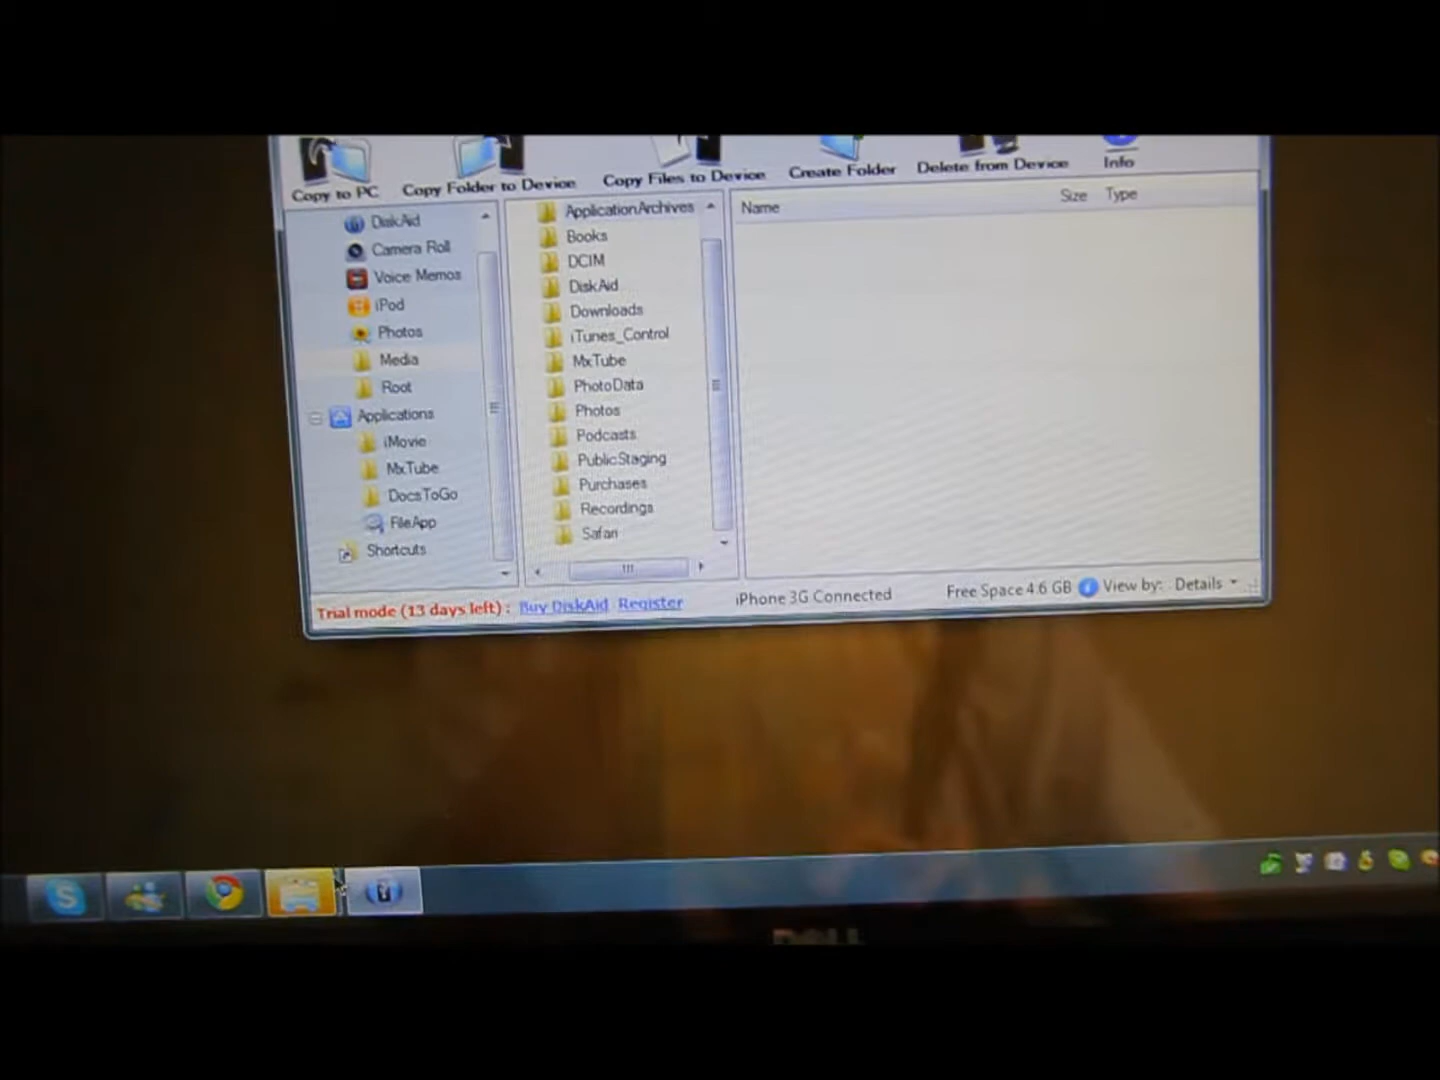 Copy to PC
Copy Folder to Device
Copy Files to Device
Create Folder
Delete from Device
Info
DiskAid
Camera Roll
Voice Memos
iPod
Photos
Media
Root
Applications
iMovie
MxTube
DocsToGo
FileApp
Shortcuts
ApplicationArchives
Books
DCIM
DiskAid
Downloads
iTunes_Control
MxTube
PhotoData
Photos
Podcasts
PublicStaging
Purchases
Recordings
Safari
Name Size Type
Trial mode (13 days left) : Buy DiskAid Register iPhone 3G Connected Free Space 4.6 GB View by: Details
DELL